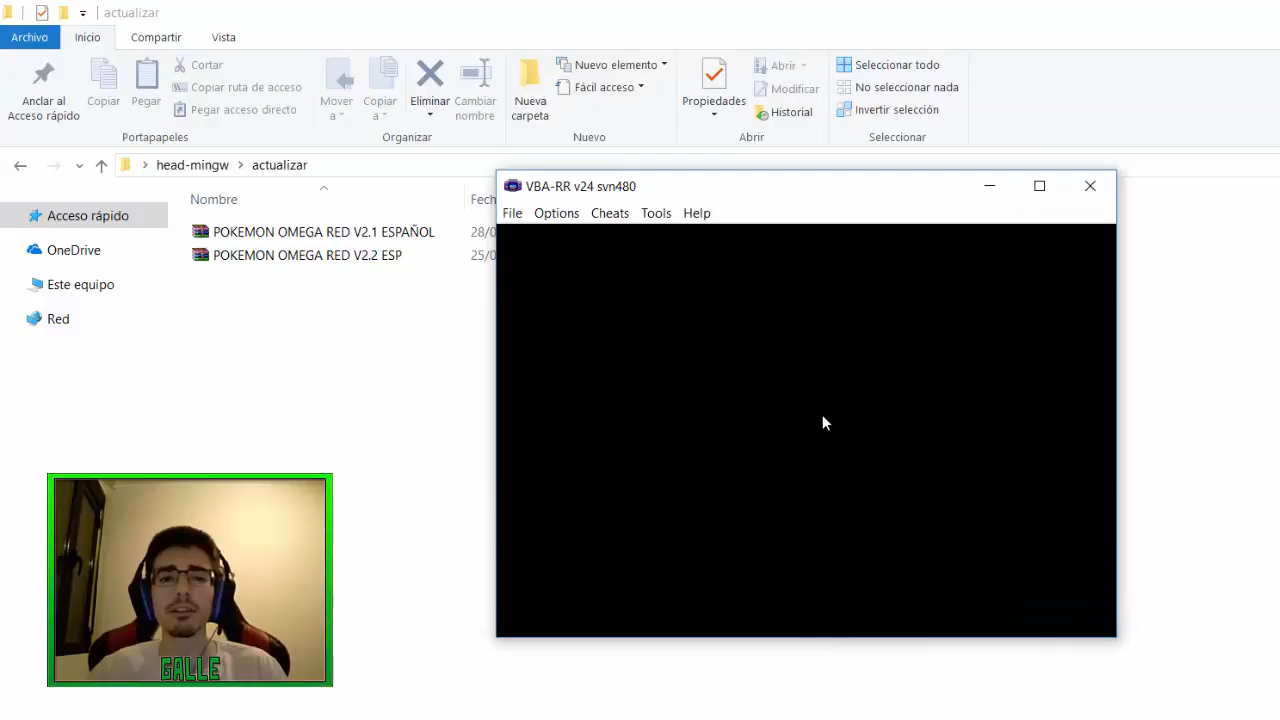 actualizar
Archivo Inicio Compartir Vista
Anclar al Acceso rápido
Copiar
Pegar
Cortar
Copiar ruta de acceso
Pegar acceso directo
Portapapeles
Mover a
Copiar a
Eliminar
Cambiar nombre
Organizar
Nueva carpeta
Nuevo elemento
Fácil acceso
Nuevo
Propiedades
Abrir
Modificar
Historial
Abrir
Seleccionar todo
No seleccionar nada
Invertir selección
Seleccionar
head-mingw > actualizar
Acceso rápido
OneDrive
Este equipo
Red
Nombre
POKEMON OMEGA RED V2.1 ESPAÑOL 28/0
POKEMON OMEGA RED V2.2 ESP 25/0
Fech
VBA-RR v24 svn480
File Options Cheats Tools Help
GALLE